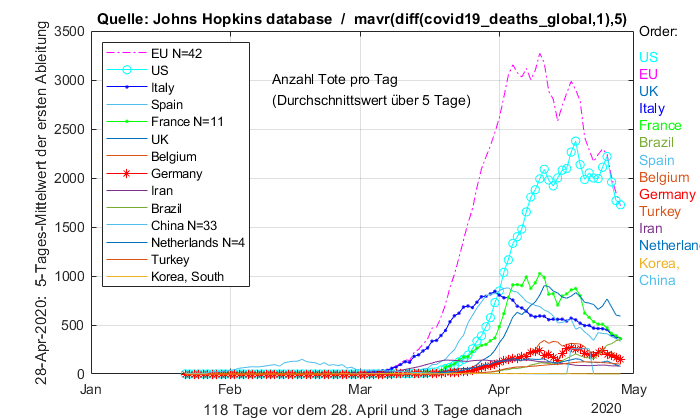 Quelle: Johns Hopkins database / mavr(diff(covid19_deaths_global,1),5)
28-Apr-2020: 5-Tages-Mittelwert der ersten Ableitung
3500
3000
2500
2000
1500
1000
500
0
EU N=42
US
Italy
Spain
France N=11
UK
Belgium
Germany
Iran
Brazil
China N=33
Netherlands N=4
Turkey
Korea, South
Anzahl Tote pro Tag
(Durchschnittswert über 5 Tage)
Order:
US
EU
UK
Italy
France
Brazil
Spain
Belgium
Germany
Turkey
Iran
Netherlan
Korea,
China
Jan Feb Mar Apr May
118 Tage vor dem 28. April und 3 Tage danach
2020